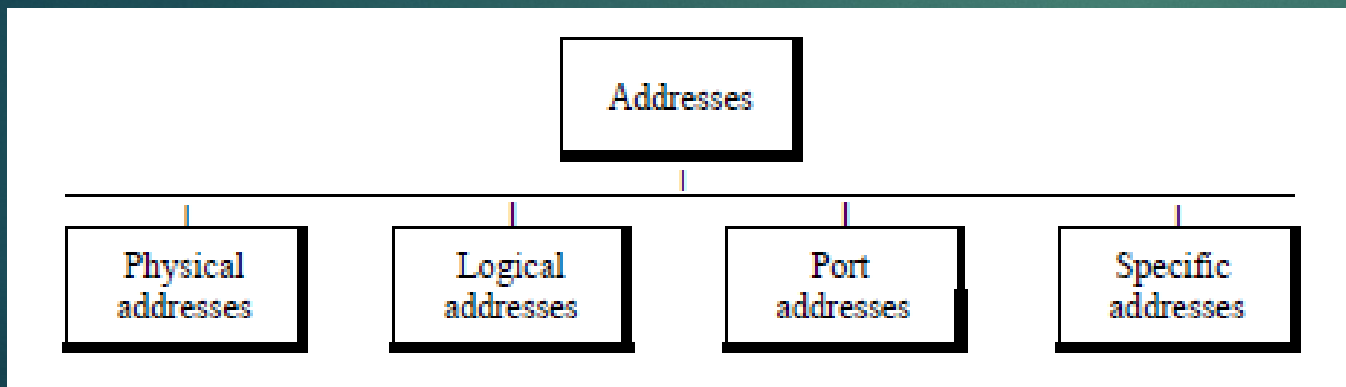 Addresses
Physical
addresses
Logical
addresses
Port
addresses
Specific
addresses